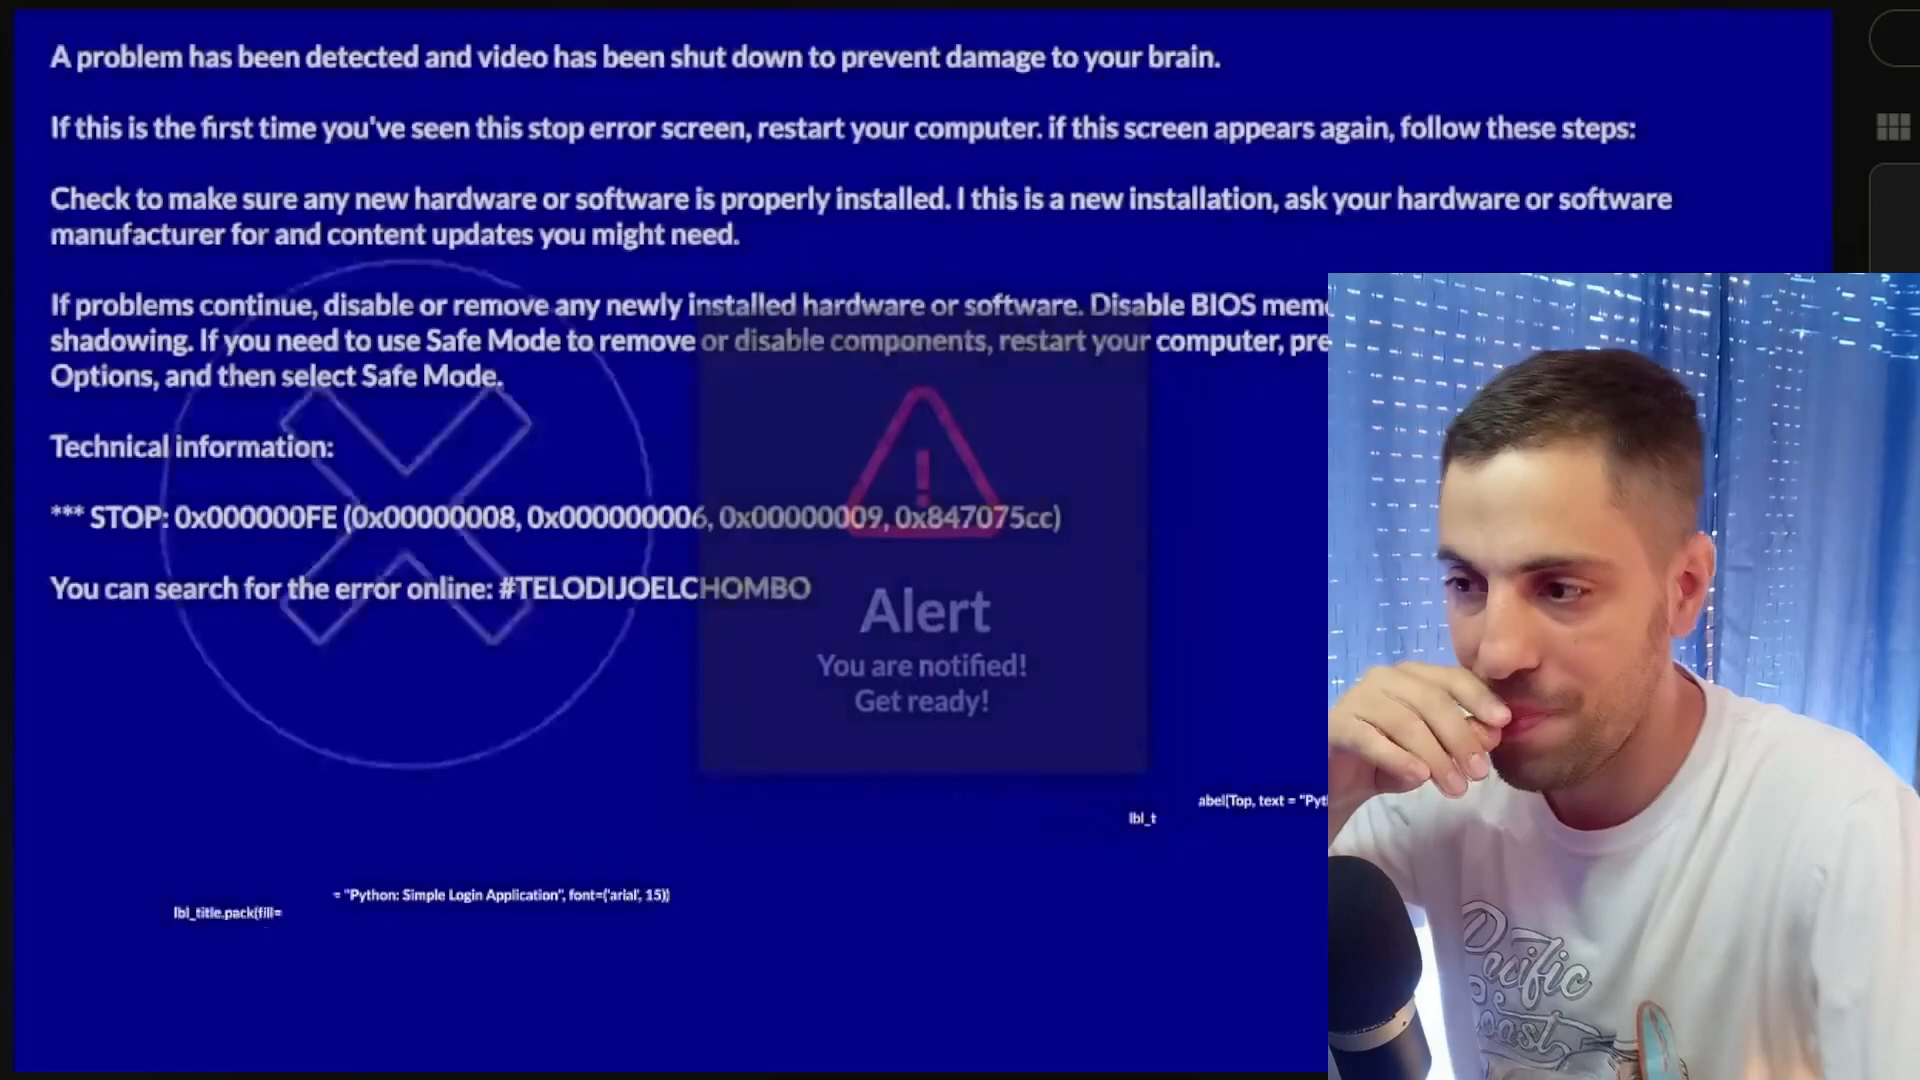 A problem has been detected and video has been shut down to prevent damage to your brain.
If this is the first time you've seen this stop error screen, restart your computer. if this screen appears again, follow these steps:
Check to make sure any new hardware or software is properly installed. I this is a new installation, ask your hardware or software
manufacturer for and content updates you might need.
If problems continue, disable or remove any newly installed hardware or software. Disable BIOS mem
shadowing. If you need to use Safe Mode to remove or disable components, restart your computer, pre
Options, and then select Safe Mode.
Technical information:
*** STOP: 0x000000FE (0x00000008, 0x000000006, 0x00000009, 0x847075cc)
You can search for the error online: #TELODIJOELCHOMBO
Alert
You are notified!
Get ready!
abel(Top, text = "Pyt
lbl_t
= "Python: Simple Login Application", font=('arial', 15))
lbl_title.pack(fill=
Pacific
Coast